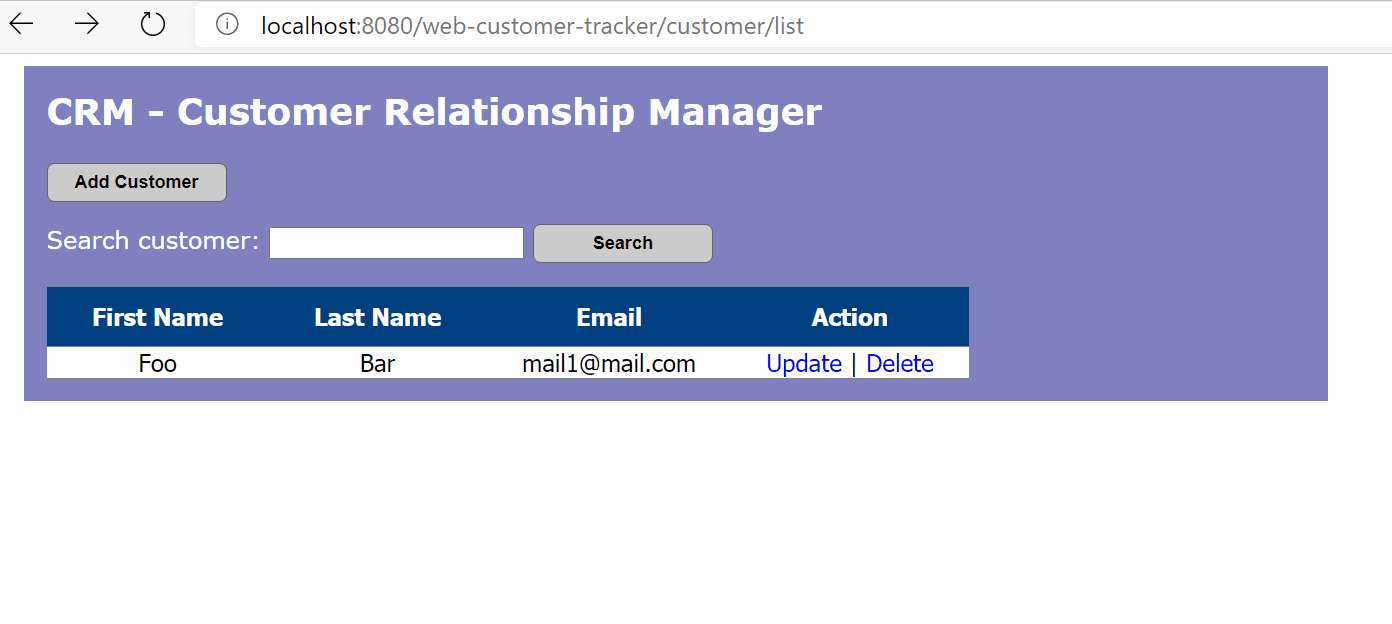 localhost:8080/web-customer-tracker/customer/list
CRM - Customer Relationship Manager
Add Customer
Search customer: Search
First Name Last Name Email Action
Foo Bar mail1@mail.com Update | Delete